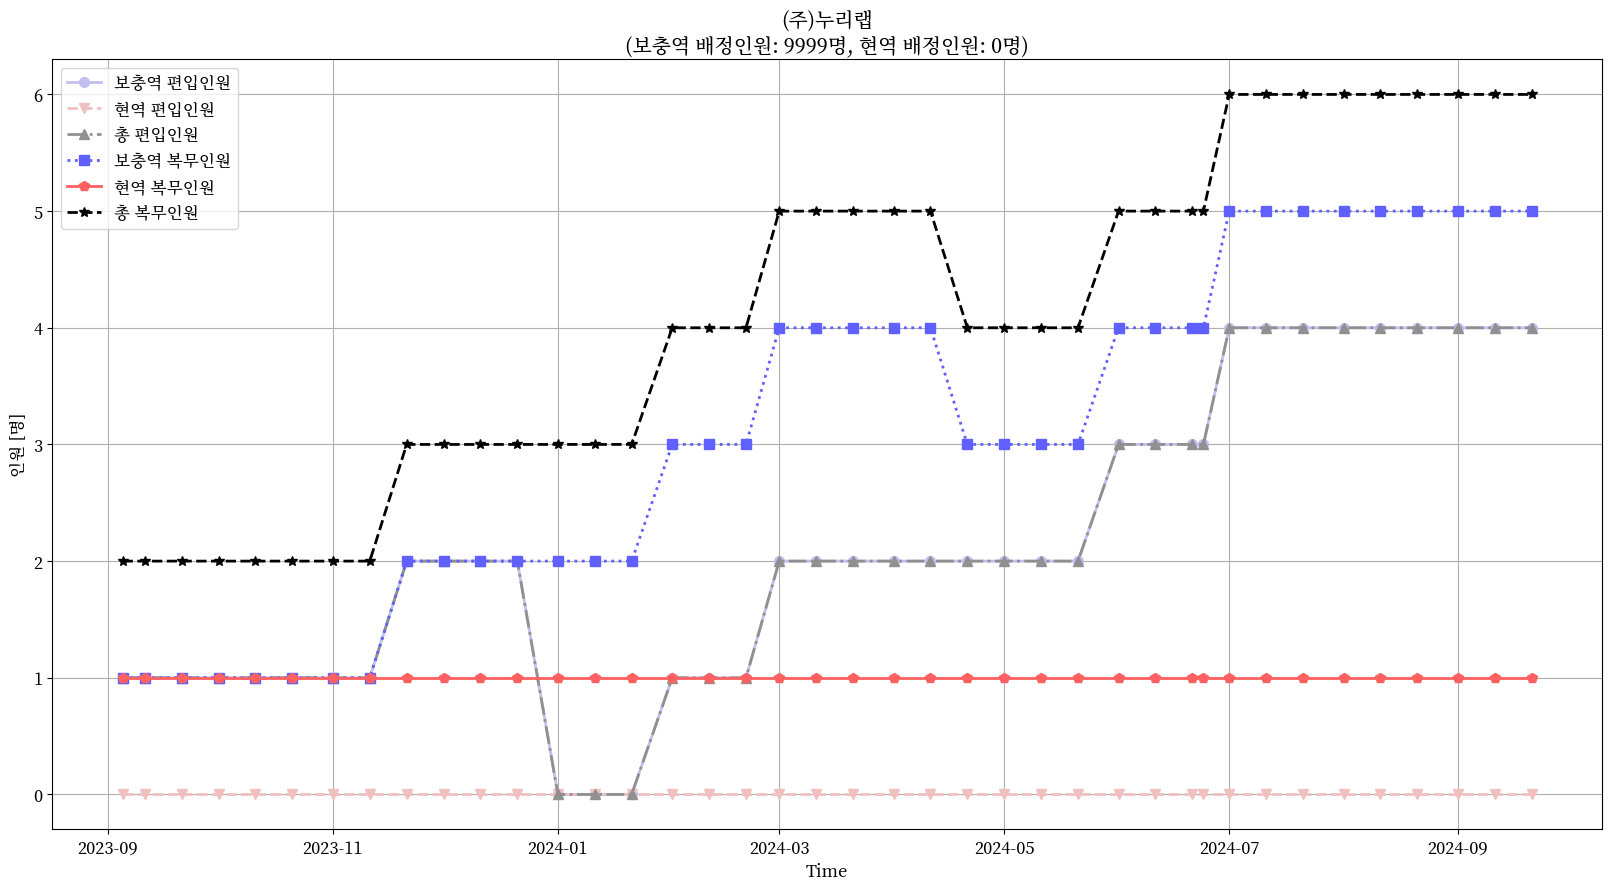 (주)누리랩
(보충역 배정인원: 9999명, 현역 배정인원: 0명)
보충역 편입인원
현역 편입인원
총 편입인원
보충역 복무인원
현역 복무인원
총 복무인원
6
5
4
3
2
1
0
인원 [명]
2023-09
2023-11
2024-01
2024-03
2024-05
2024-07
2024-09
Time